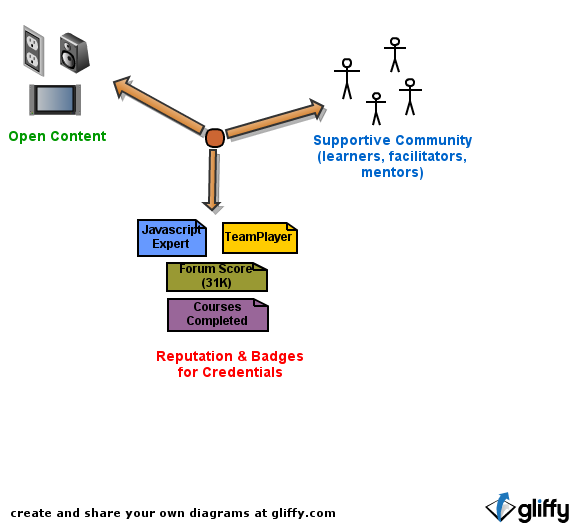 Open Content
Supportive Community
(learners, facilitators,
mentors)
Javascript
Expert
TeamPlayer
Forum Score
(31K)
Courses
Completed
Reputation & Badges
for Credentials
create and share your own diagrams at gliffy.com
gliffy